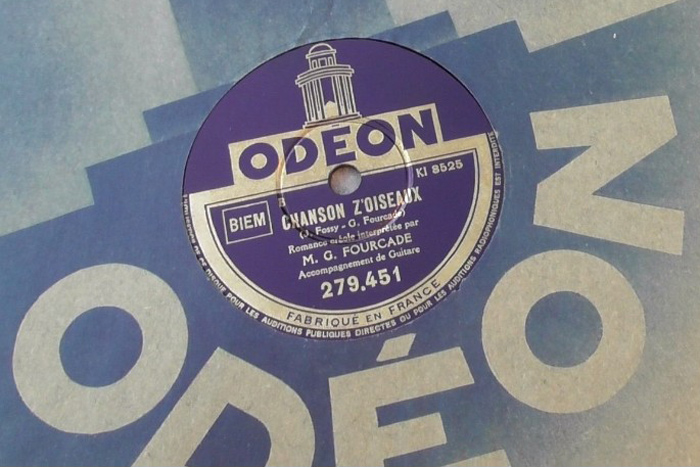 ODEON
KI 8525
B
BIEM
CHANSON Z'OISEAUX
(J. Fossy - G. Fourcade)
Romance créole interprétée par
M. G. FOURCADE
Accompagnement de Guitare
279.451
FABRIQUÉ EN FRANCE
POUR LES AUDITIONS PUBLIQUES DIRECTES OU POUR LES AUDITIONS RADIOPHONIQUES EST INTERDITE
ODÉON